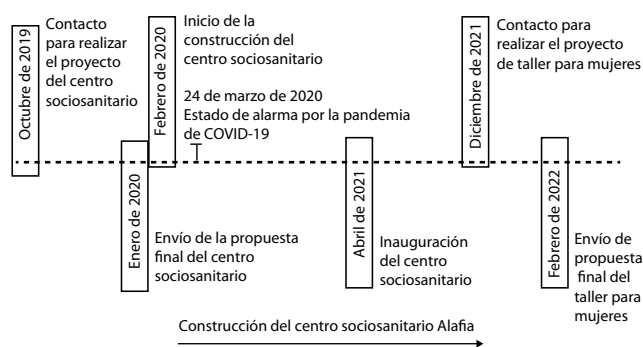 Octubre de 2019
Contacto
para realizar
el proyecto
del centro
sociosanitario
Febrero de 2020
Inicio de la
construcción del
centro sociosanitario
24 de marzo de 2020
Estado de alarma por la pandemia
de COVID-19
Diciembre de 2021
Contacto para
realizar el proyecto
de taller para mujeres
Enero de 2020
Envío de la propuesta
final del centro
sociosanitario
Abril de 2021
Inauguración
del centro
sociosanitario
Febrero de 2022
Envío de
propuesta
final del
taller para
mujeres
Construcción del centro sociosanitario Alafia